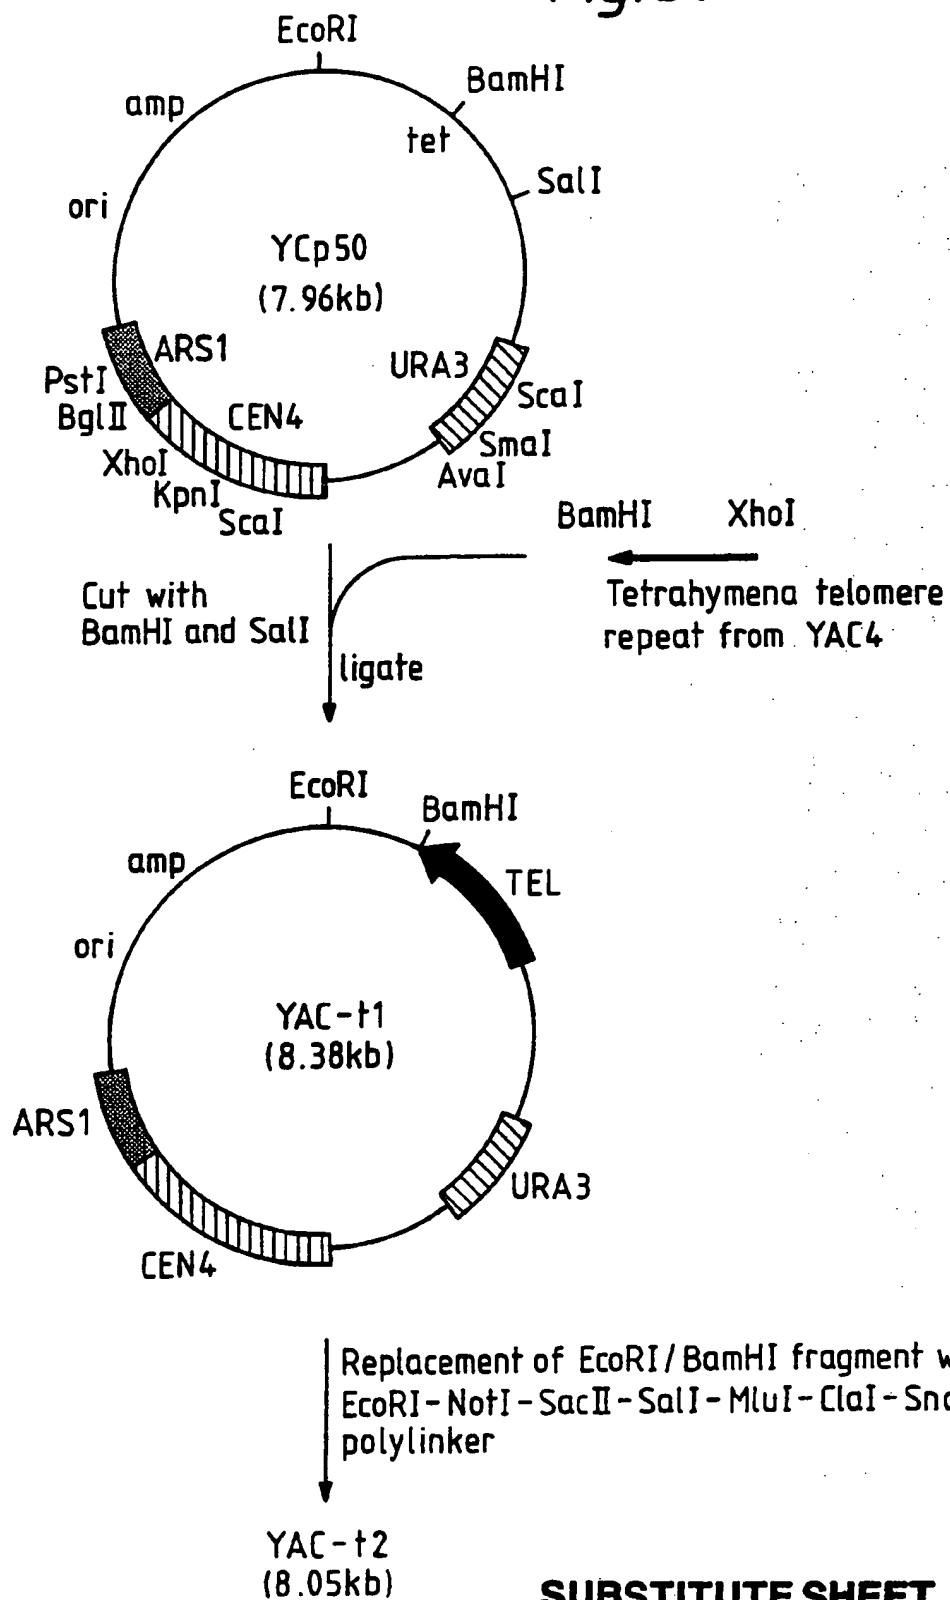 EcoRI
BamHI
amp
tet
SalI
ori
YCp50
(7.96kb)
ARS1
URA3
PstI
ScaI
BglII
CEN4
SmaI
XhoI
AvaI
KpnI
ScaI
BamHI XhoI
Cut with
BamHI and SalI
Tetrahymena telomere
repeat from YAC4
ligate
EcoRI
BamHI
amp
TEL
ori
YAC-t1
(8.38kb)
ARS1
URA3
CEN4
Replacement of EcoRI/BamHI fragment
EcoRI-NotI-SacII-SalI-MluI-ClaI-
polylinker
YAC-t2
(8.05kb)
SUBSTITUTE SHEET